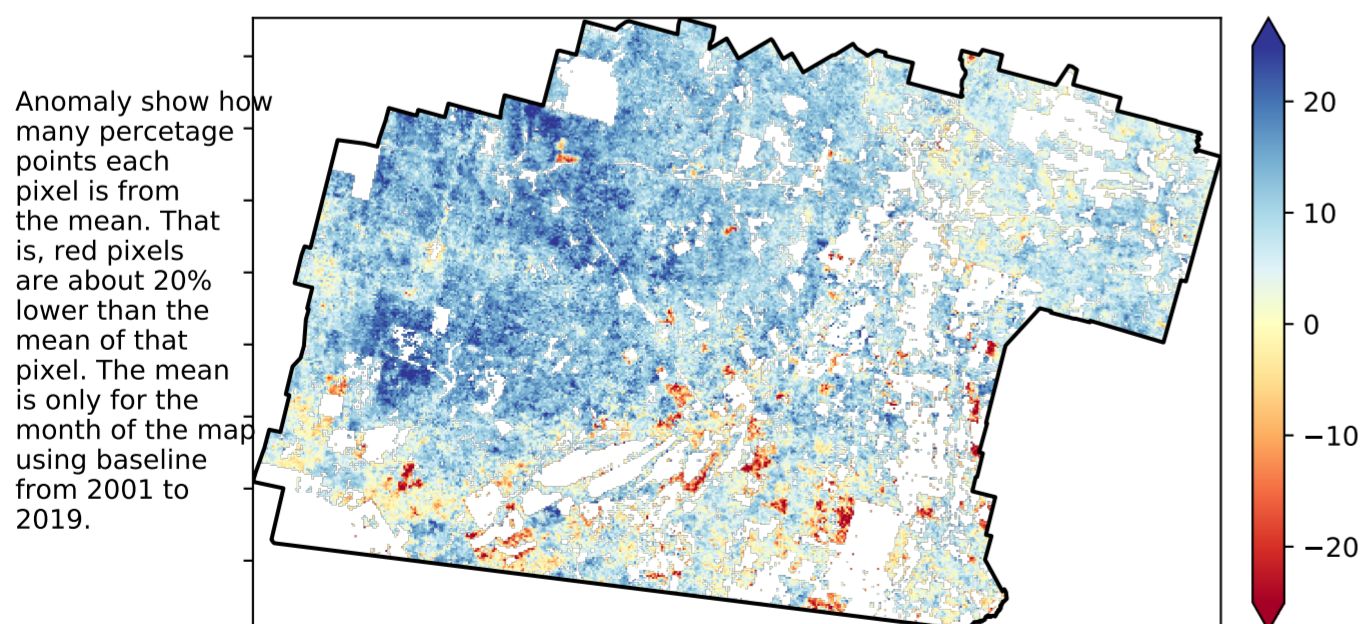 Anomaly show how
many percetage
points each
pixel is from
the mean. That
is, red pixels
are about 20%
lower than the
mean of that
pixel. The mean
is only for the
month of the map
using baseline
from 2001 to
2019.
20
10
0
−10
−20